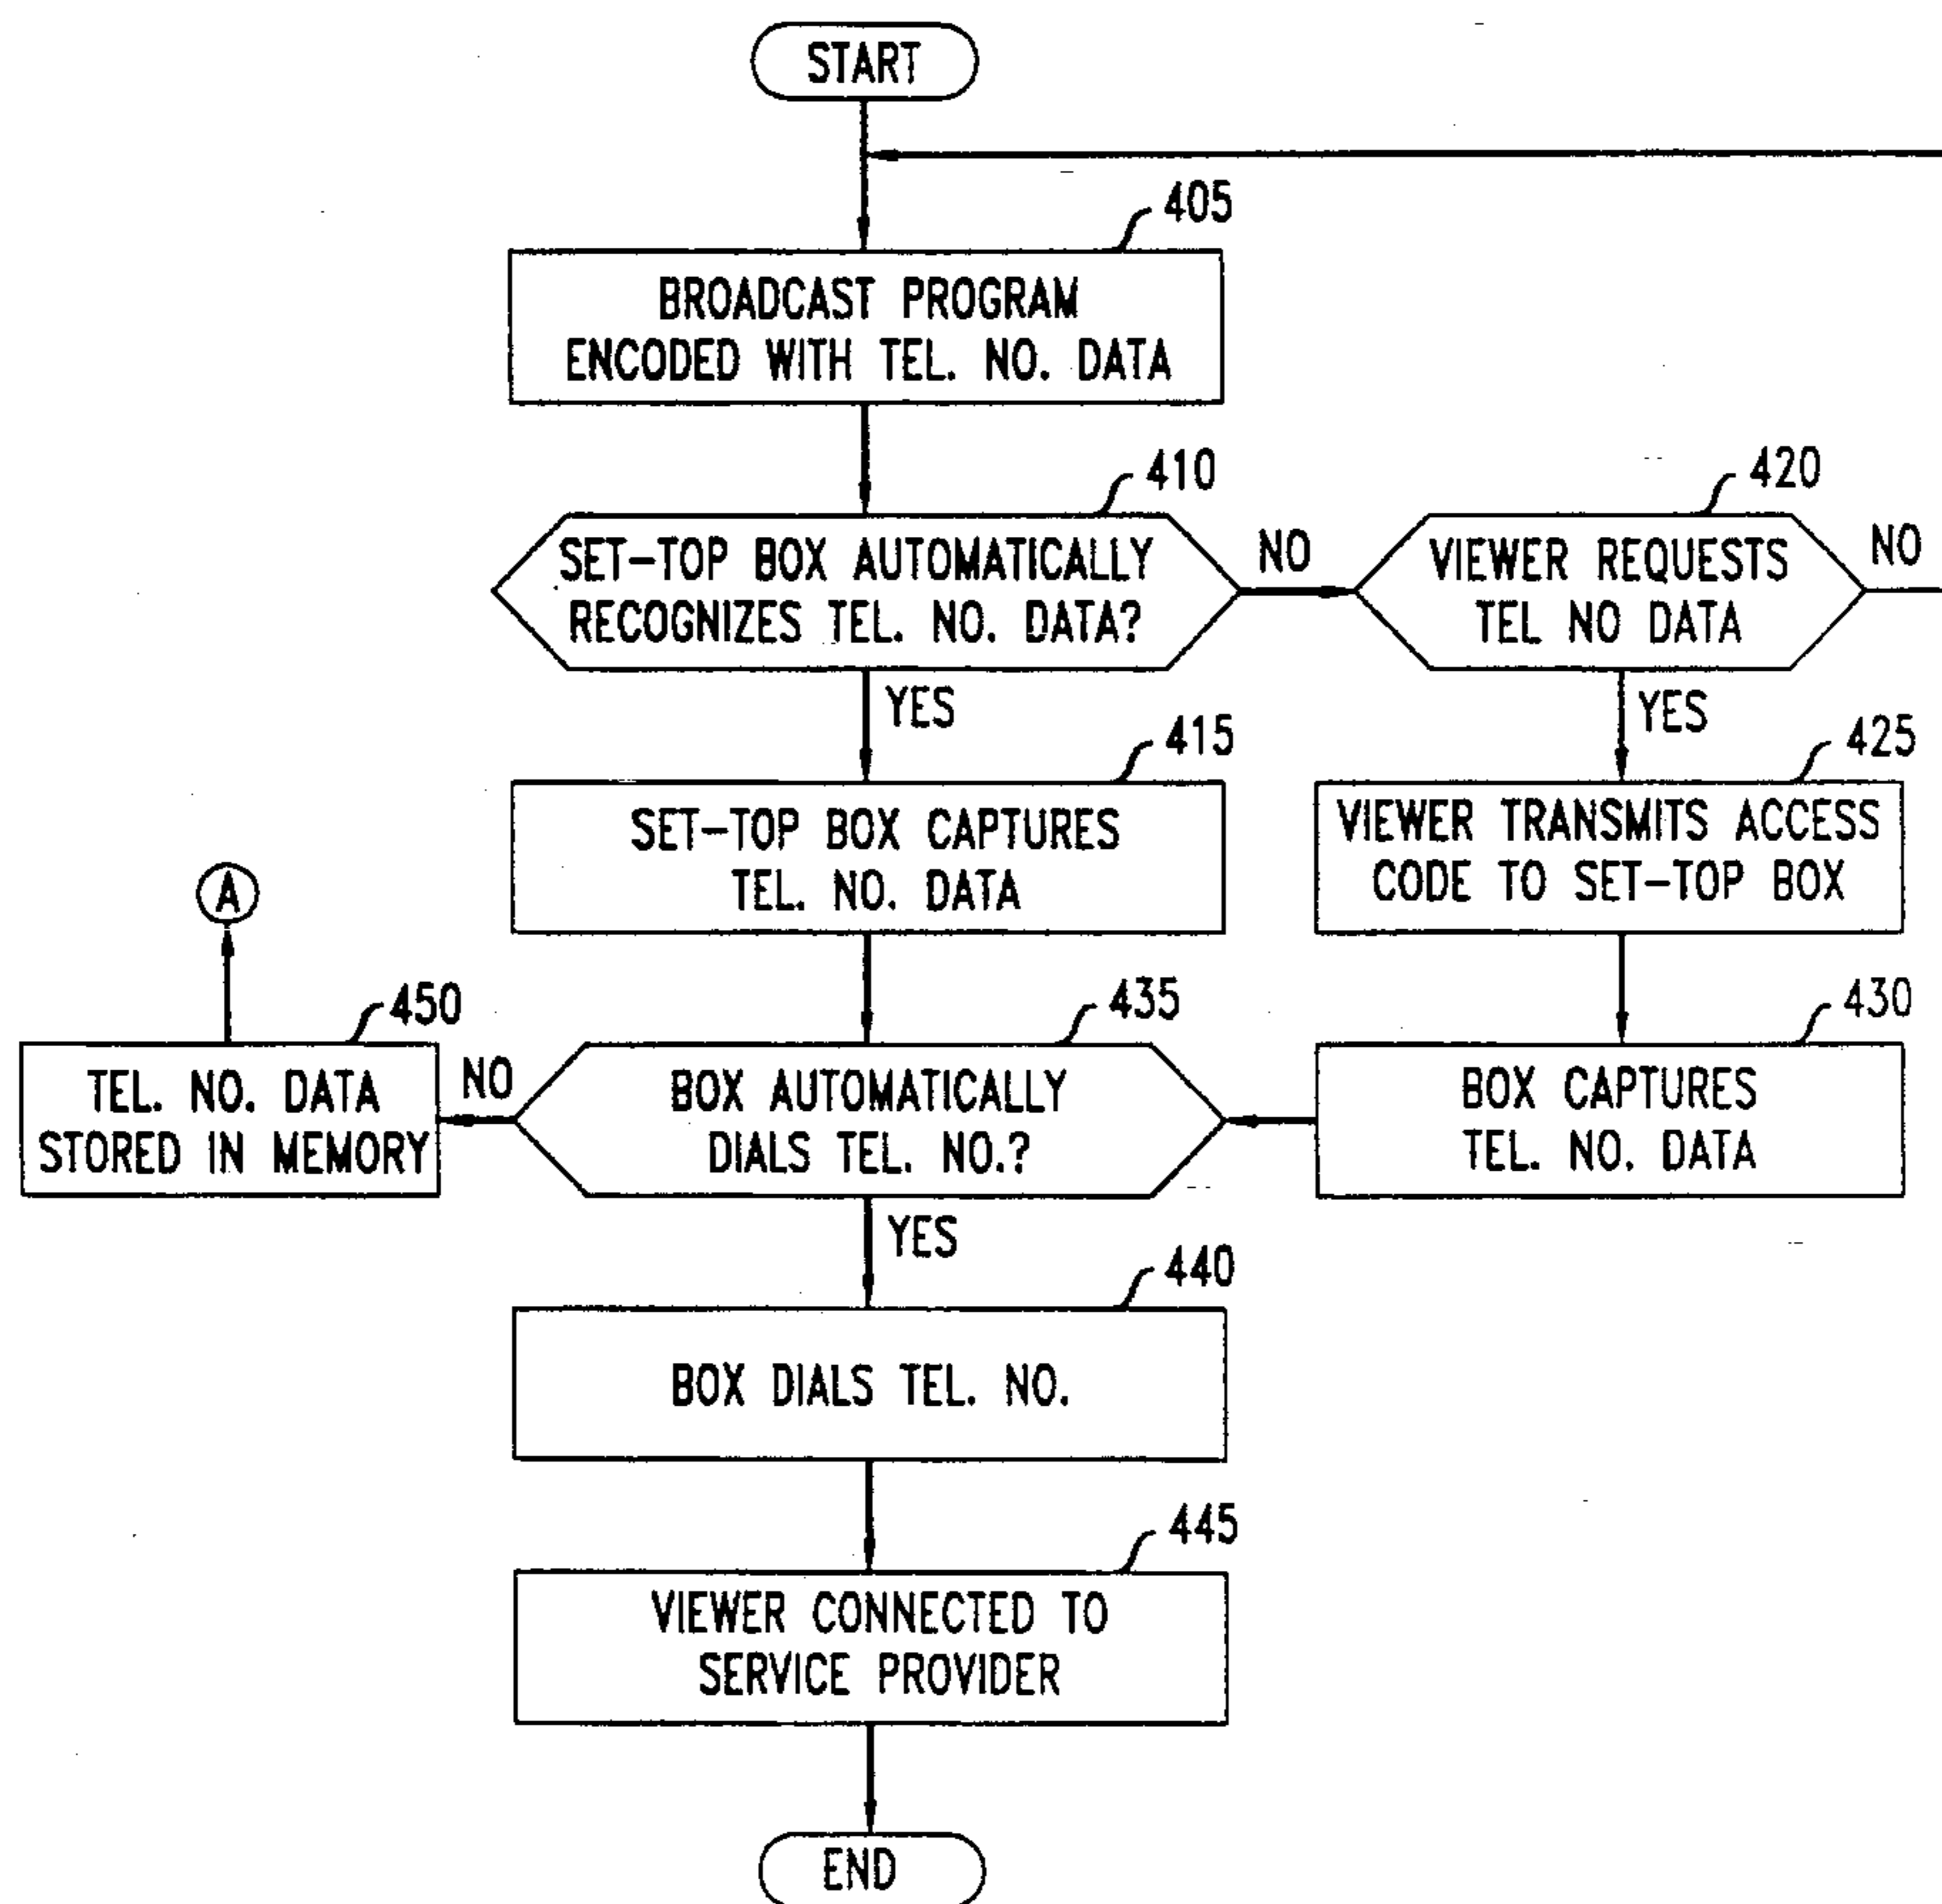 START
405
BROADCAST PROGRAM
ENCODED WITH TEL. NO. DATA
410
SET-TOP BOX AUTOMATICALLY
RECOGNIZES TEL. NO. DATA?
NO
420
VIEWER REQUESTS
TEL NO DATA
NO
YES
YES
415
SET-TOP BOX CAPTURES
TEL. NO. DATA
425
VIEWER TRANSMITS ACCESS
CODE TO SET-TOP BOX
A
450
TEL. NO. DATA
STORED IN MEMORY
NO
435
BOX AUTOMATICALLY
DIALS TEL. NO.?
430
BOX CAPTURES
TEL. NO. DATA
YES
440
BOX DIALS TEL. NO.
445
VIEWER CONNECTED TO
SERVICE PROVIDER
END